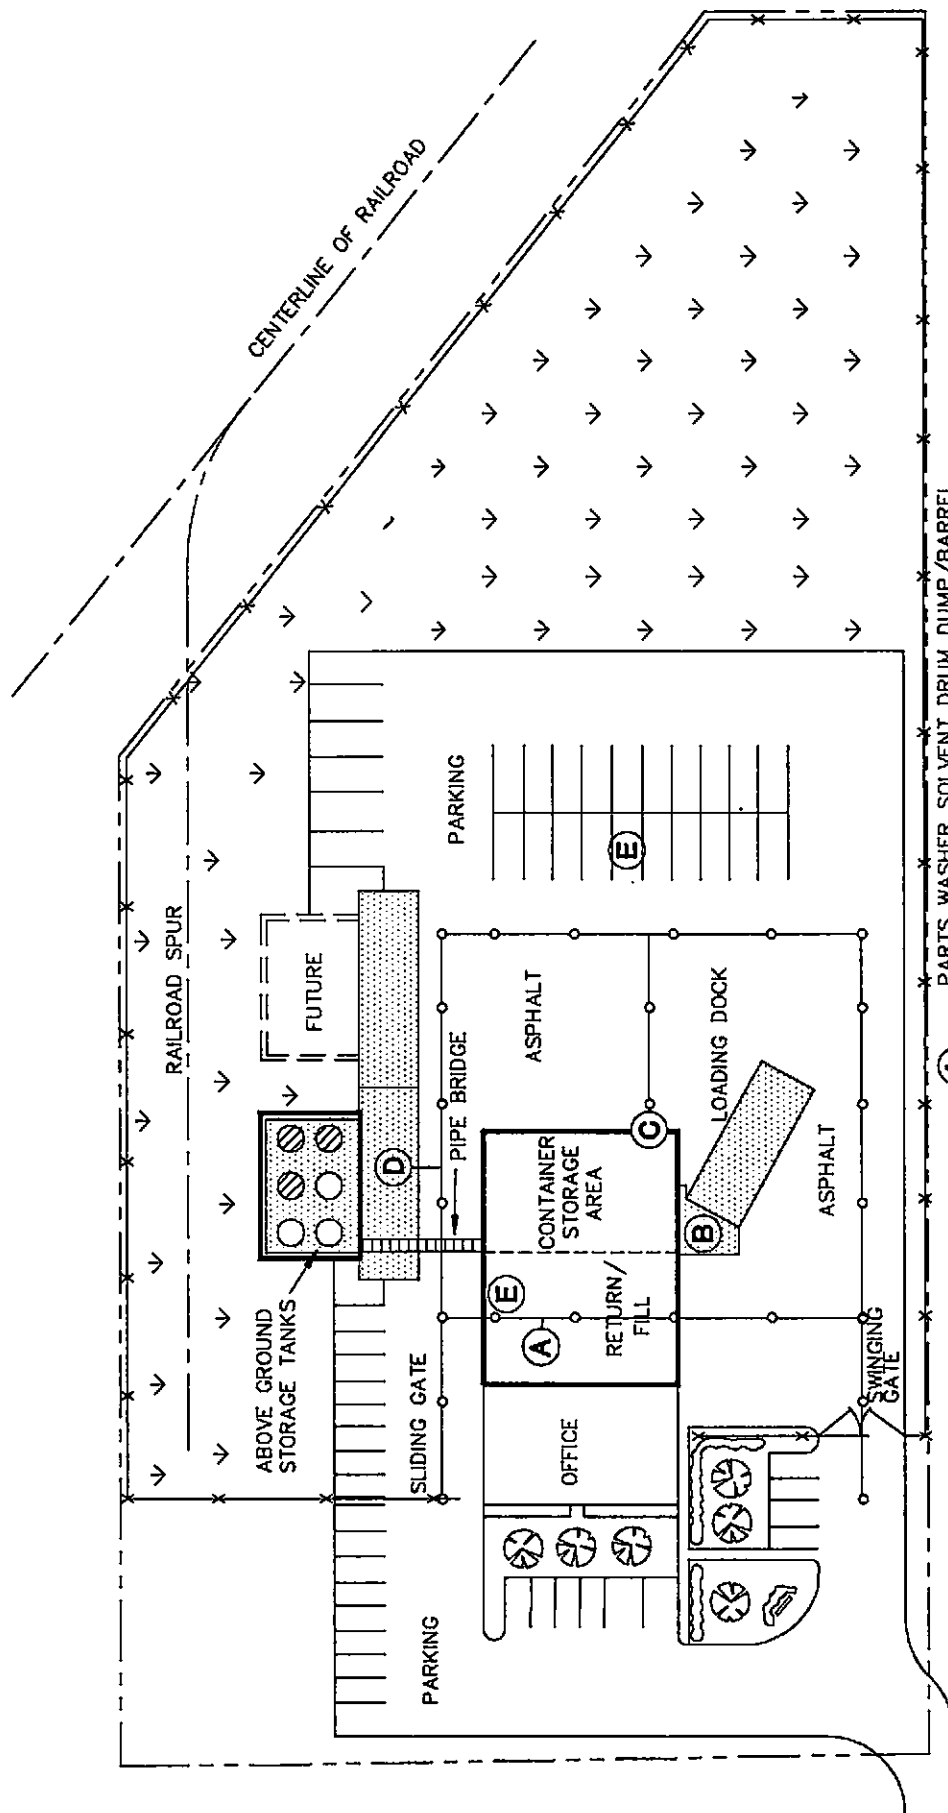 CENTERLINE OF RAILROAD
RAILROAD SPUR
FUTURE
PARKING
E
ABOVE GROUND
STORAGE TANKS
D
PIPE BRIDGE
ASPHALT
SLIDING GATE
CONTAINER
STORAGE
AREA
C
LOADING DOCK
E
A
RETURN/
FILL
B
ASPHALT
OFFICE
SWINGING
GATE
PARKING
A
PARTS WASHER SOLVENT DRUM DUMP/BARREL